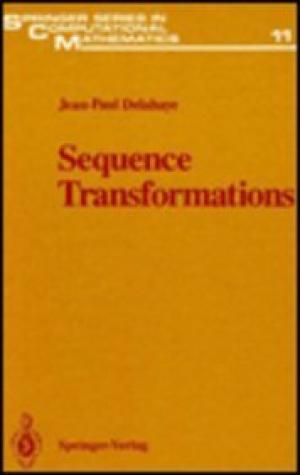 SPRINGER SERIES IN
COMPUTATIONAL
MATHEMATICS
11
Jean-Paul Delahaye
Sequence
Transformations
Springer-Verlag